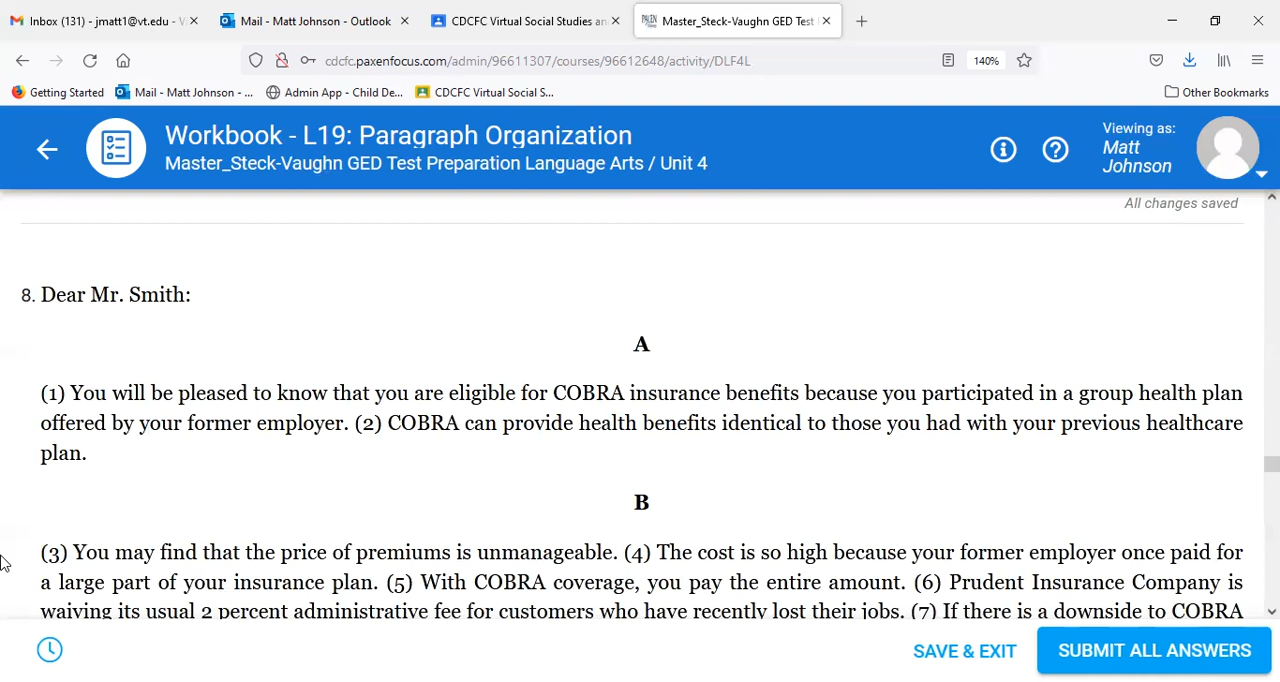 Inbox (131) - jmatt1@vt.edu - V
Mail - Matt Johnson - Outlook
CDCFC Virtual Social Studies an
Master_Steck-Vaughn GED Test
cdcfc.paxenfocus.com/admin/96611307/courses/96612648/activity/DLF4L
140%
Getting Started
Mail - Matt Johnson - ...
Admin App - Child De...
CDCFC Virtual Social S...
Other Bookmarks
Workbook - L19: Paragraph Organization
Master_Steck-Vaughn GED Test Preparation Language Arts / Unit 4
Viewing as:
Matt
Johnson
All changes saved
8. Dear Mr. Smith:
A
(1) You will be pleased to know that you are eligible for COBRA insurance benefits because you participated in a group health plan
offered by your former employer. (2) COBRA can provide health benefits identical to those you had with your previous healthcare
plan.
B
(3) You may find that the price of premiums is unmanageable. (4) The cost is so high because your former employer once paid for
a large part of your insurance plan. (5) With COBRA coverage, you pay the entire amount. (6) Prudent Insurance Company is
waiving its usual 2 percent administrative fee for customers who have recently lost their jobs. (7) If there is a downside to COBRA
SAVE & EXIT
SUBMIT ALL ANSWERS